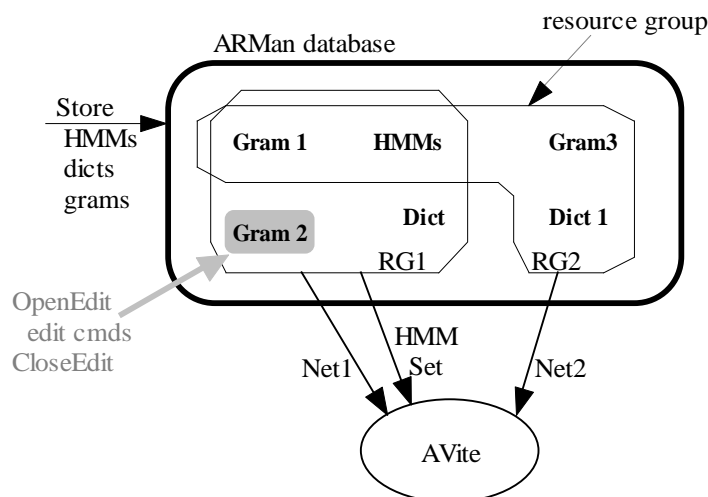 resource group
ARMan database
Store
HMMs
dicts
grams
Gram 1
HMMs
Gram3
Gram 2
Dict
Dict 1
RG1
RG2
OpenEdit
edit cmds
CloseEdit
Net1
HMM
Set
Net2
AVite